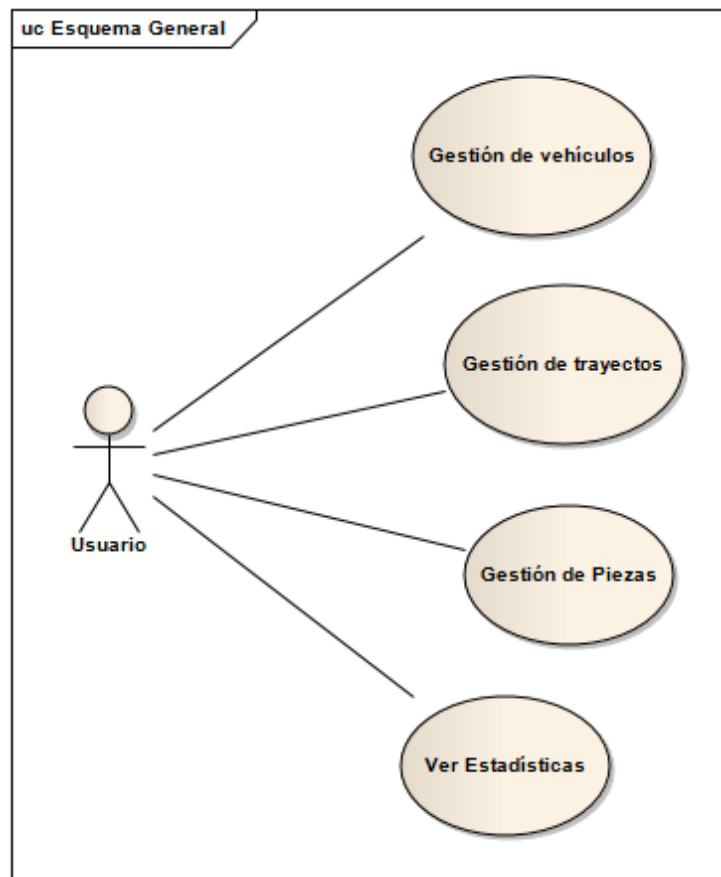 uc Esquema General
Gestión de vehículos
Gestión de trayectos
Usuario
Gestión de Piezas
Ver Estadísticas